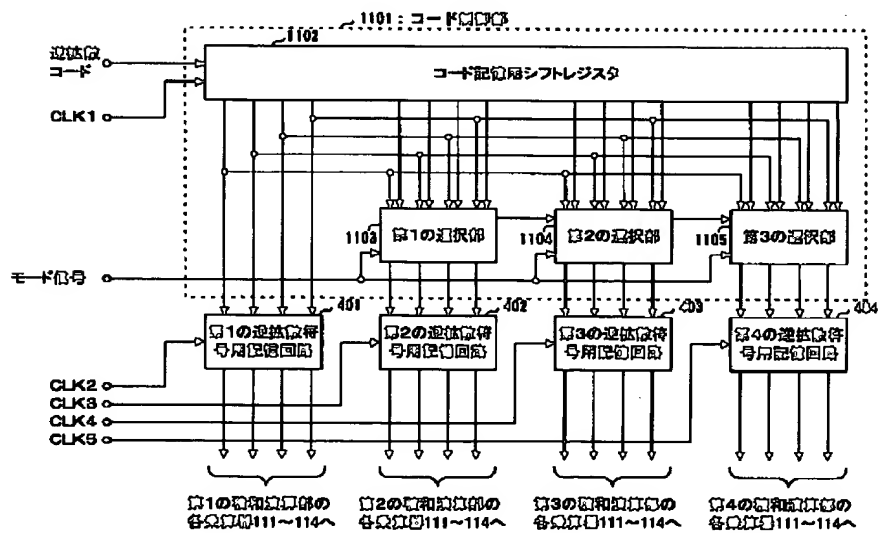 1101：コード
1102
逆拡散
コード
コード記憶用シフトレジスタ
CLK1
1103
第1の選択部
1104
第2の選択部
1105
第3の選択部
モード信号
401
402
403
404
第1の逆拡散符
号用記憶回路
第2の逆拡散符
号用記憶回路
第3の逆拡散符
号用記憶回路
第4の逆拡散符
号用記憶回路
CLK2
CLK3
CLK4
CLK5
第1の積和演算部の
各乗算器111～114へ
第2の積和演算部の
各乗算器111～114へ
第3の積和演算部の
各乗算器111～114へ
第4の積和演算部の
各乗算器111～114へ